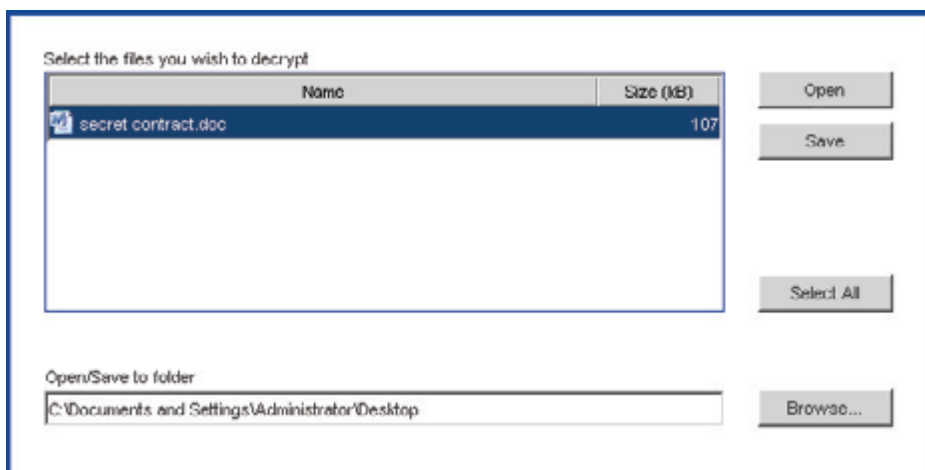 Select the files you wish to decrypt
Name Size (kB)
secret contract.doc 107
Open
Save
Select All
Open/Save to folder
C:\Documents and Settings\Administrator\Desktop
Browse...